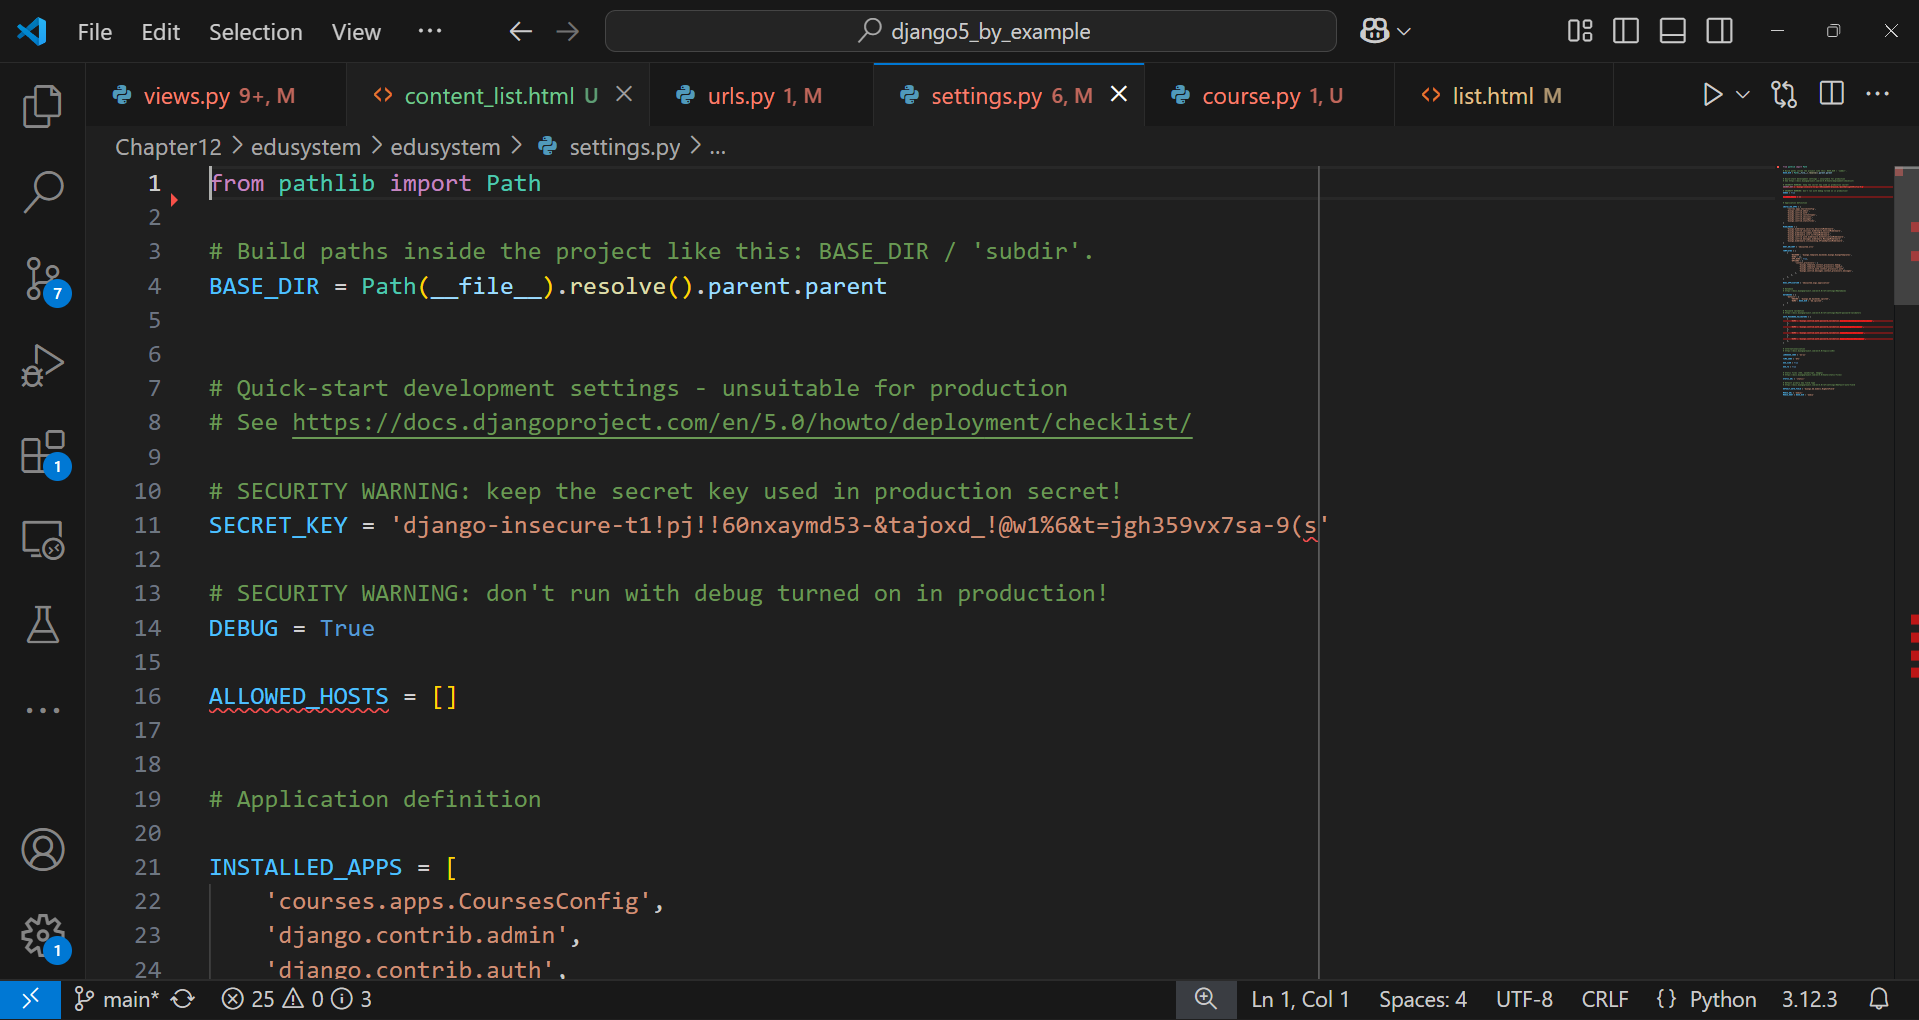 File Edit Selection View ··· django5_by_example
views.py 9+, M content_list.html U urls.py 1, M settings.py 6, M course.py 1, U list.html M
Chapter12 > edusystem > edusystem > settings.py > ...
1 from pathlib import Path
2
3 # Build paths inside the project like this: BASE_DIR / 'subdir'.
4 BASE_DIR = Path(__file__).resolve().parent.parent
5
6
7 # Quick-start development settings - unsuitable for production
8 # See https://docs.djangoproject.com/en/5.0/howto/deployment/checklist/
9
10 # SECURITY WARNING: keep the secret key used in production secret!
11 SECRET_KEY = 'django-insecure-t1!pj!!60nxaymd53-&tajoxd_!@w1%6&t=jgh359vx7sa-9(s'
12
13 # SECURITY WARNING: don't run with debug turned on in production!
14 DEBUG = True
15
16 ALLOWED_HOSTS = []
17
18
19 # Application definition
20
21 INSTALLED_APPS = [
22 'courses.apps.CoursesConfig',
23 'django.contrib.admin',
24 'django.contrib.auth',
7
1
1
main* 25 0 3 Ln 1, Col 1 Spaces: 4 UTF-8 CRLF {} Python 3.12.3